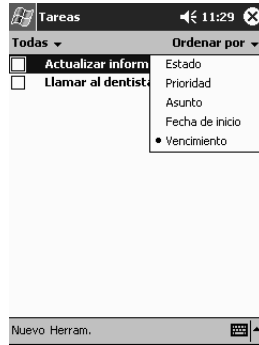 Tareas 11:29
Todas Ordenar por
Actualizar inform Estado
Llamar al dentist Prioridad
Asunto
Fecha de inicio
Vencimiento
Nuevo Herram.